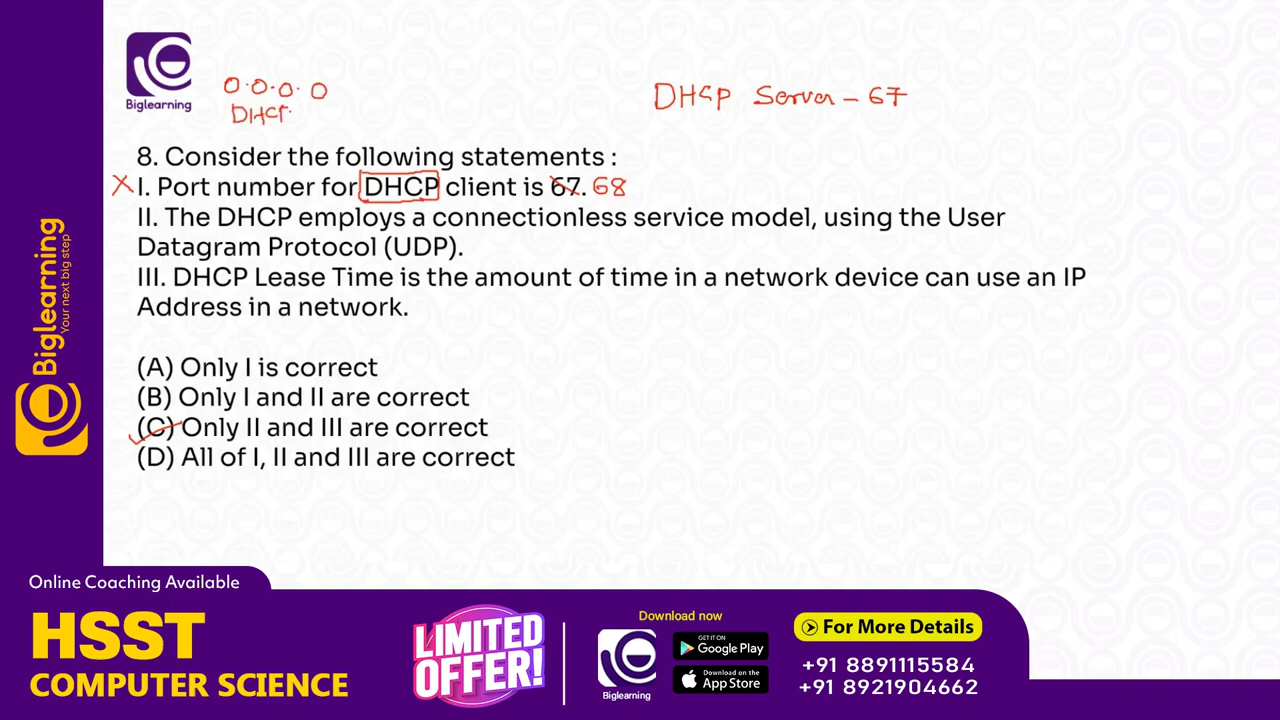 Biglearning
0.0.0.0
DHCP
DHCP Server - 67
8. Consider the following statements :
X I. Port number for DHCP client is 67. 68
II. The DHCP employs a connectionless service model, using the User
Datagram Protocol (UDP).
III. DHCP Lease Time is the amount of time in a network device can use an IP
Address in a network.
(A) Only I is correct
(B) Only I and II are correct
(C) Only II and III are correct
(D) All of I, II and III are correct
Biglearning
Your next big step
Online Coaching Available
HSST
COMPUTER SCIENCE
LIMITED
OFFER!
Download now
Biglearning
GET IT ON
Google Play
Download on the
App Store
For More Details
+91 8891115584
+91 8921904662